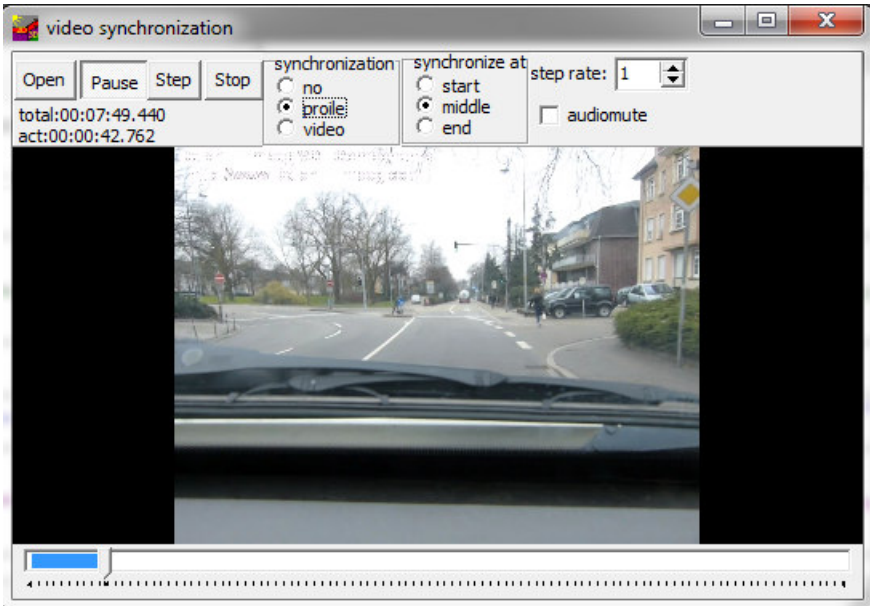 video synchronization
Open Pause Step Stop
total:00:07:49.440
act:00:00:42.762
synchronization
no
proile
video
synchronize at
start
middle
end
step rate: 1
audiomute